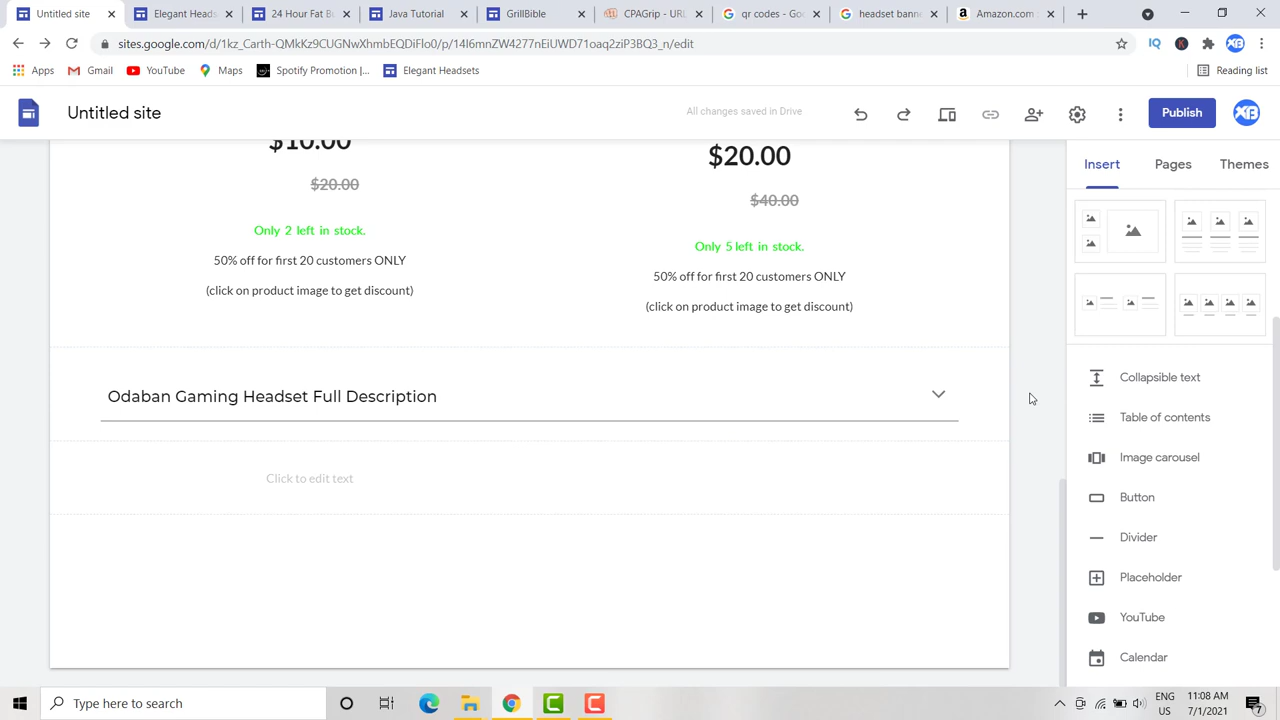 Untitled site
Elegant Heads
24 Hour Fat Bu
Java Tutorial
GrillBible
CPAGrip - URL
qr codes - Goo
headset banne
Amazon.com
sites.google.com/d/1kz_Carth-QMkKz9CUGNwXhmbEQDiFlo0/p/14I6mnZW4277nEiUWD71oaq2ziP3BQ3_n/edit
Apps
Gmail
YouTube
Maps
Spotify Promotion |...
Elegant Headsets
Reading list
Untitled site
All changes saved in Drive
Publish
Insert
Pages
Themes
$10.00
$20.00
Only 2 left in stock.
50% off for first 20 customers ONLY
(click on product image to get discount)
$20.00
$40.00
Only 5 left in stock.
50% off for first 20 customers ONLY
(click on product image to get discount)
Odaban Gaming Headset Full Description
Click to edit text
Collapsible text
Table of contents
Image carousel
Button
Divider
Placeholder
YouTube
Calendar
Type here to search
ENG
US
11:08 AM
7/1/2021
7